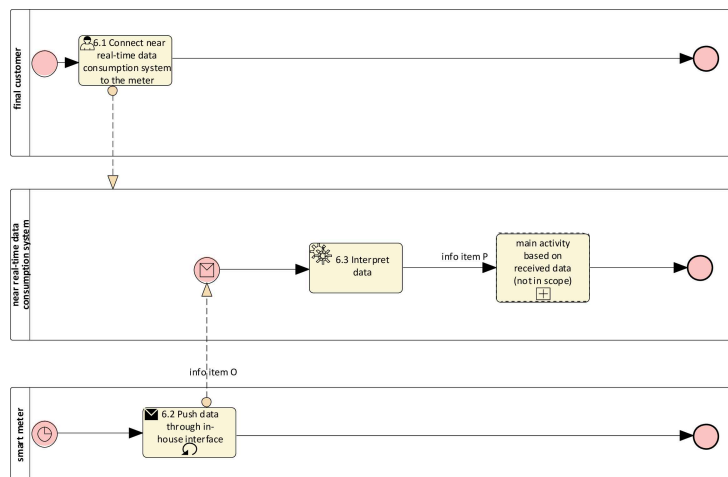 final customer
6.1 Connect near
real-time data
consumption system
to the meter
near real-time data
consumption system
6.3 Interpret
data
info item P
main activity
based on
received data
(not in scope)
info item O
smart meter
6.2 Push data
through in-
house interface